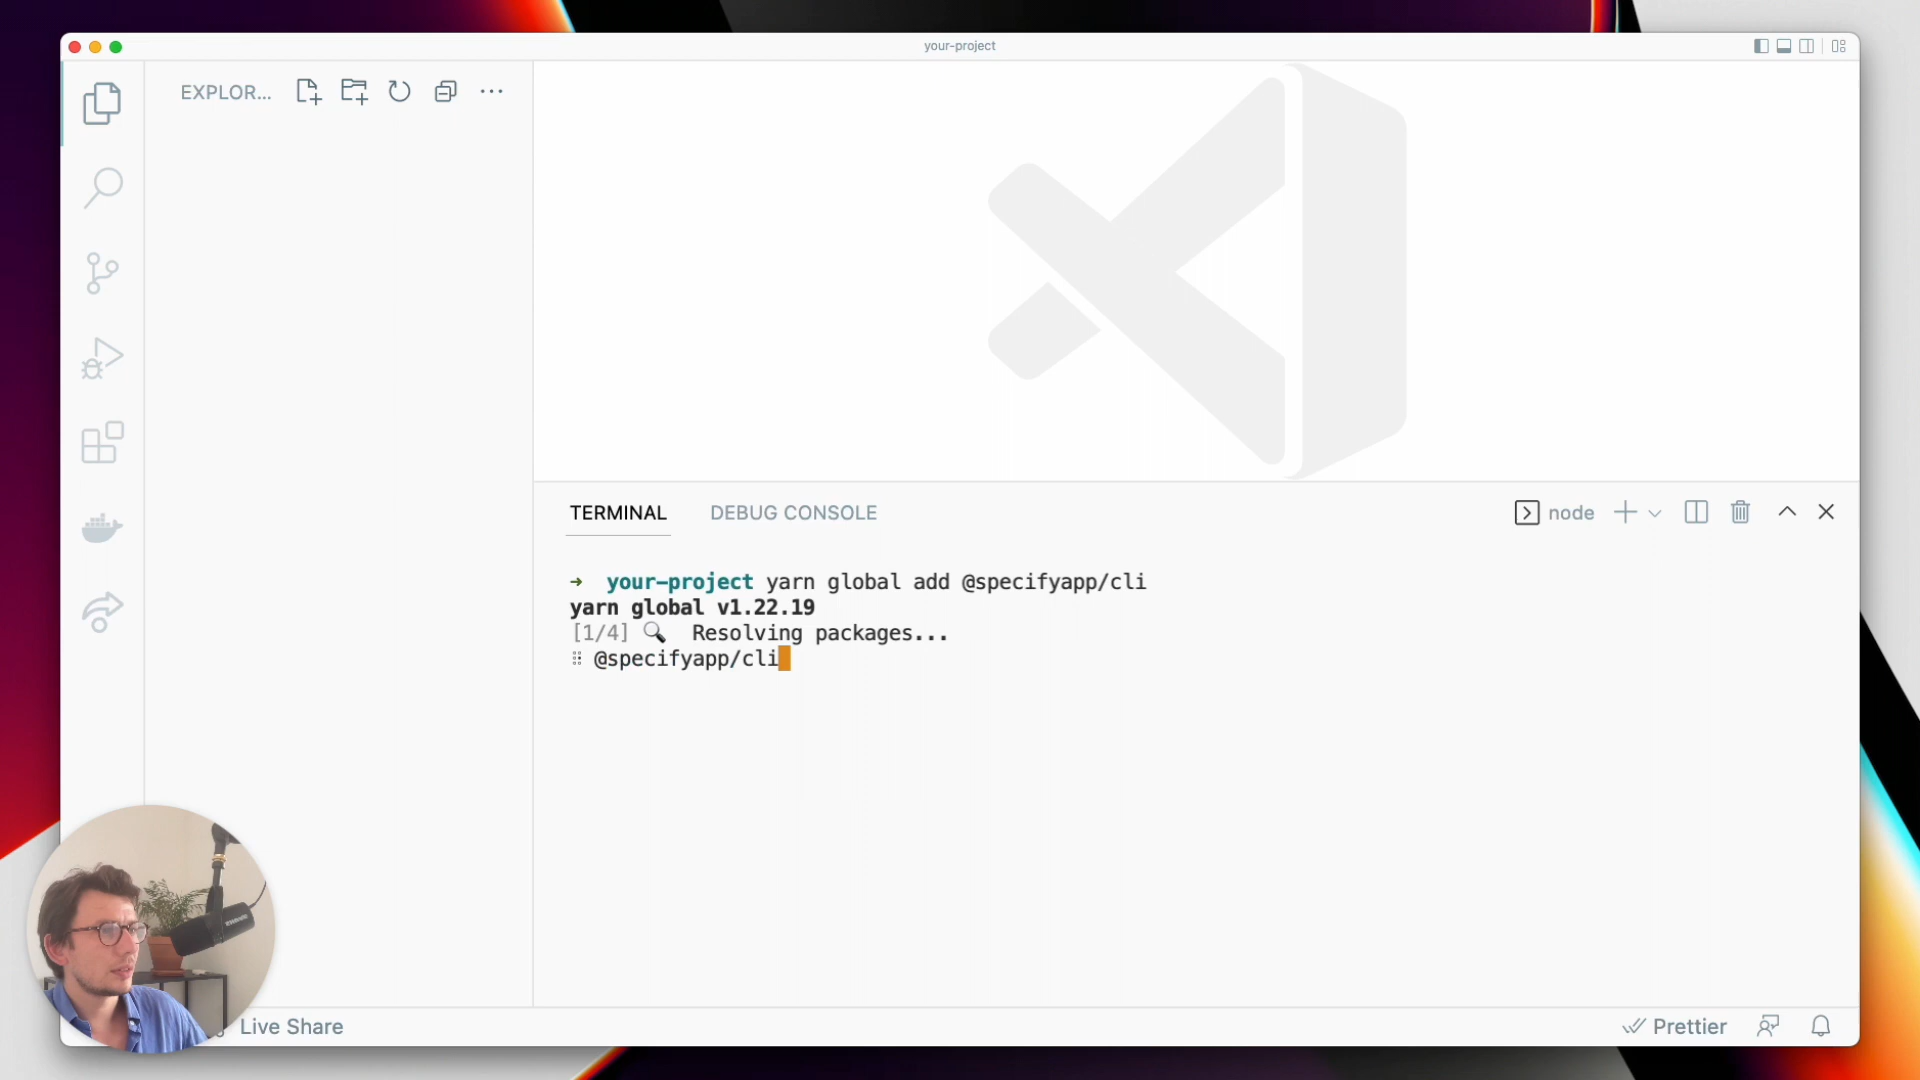 your-project
EXPLOR...
TERMINAL
DEBUG CONSOLE
node
➜ your-project yarn global add @specifyapp/cli
yarn global v1.22.19
[1/4] 🔍 Resolving packages...
⠿ @specifyapp/cli
Live Share
Prettier